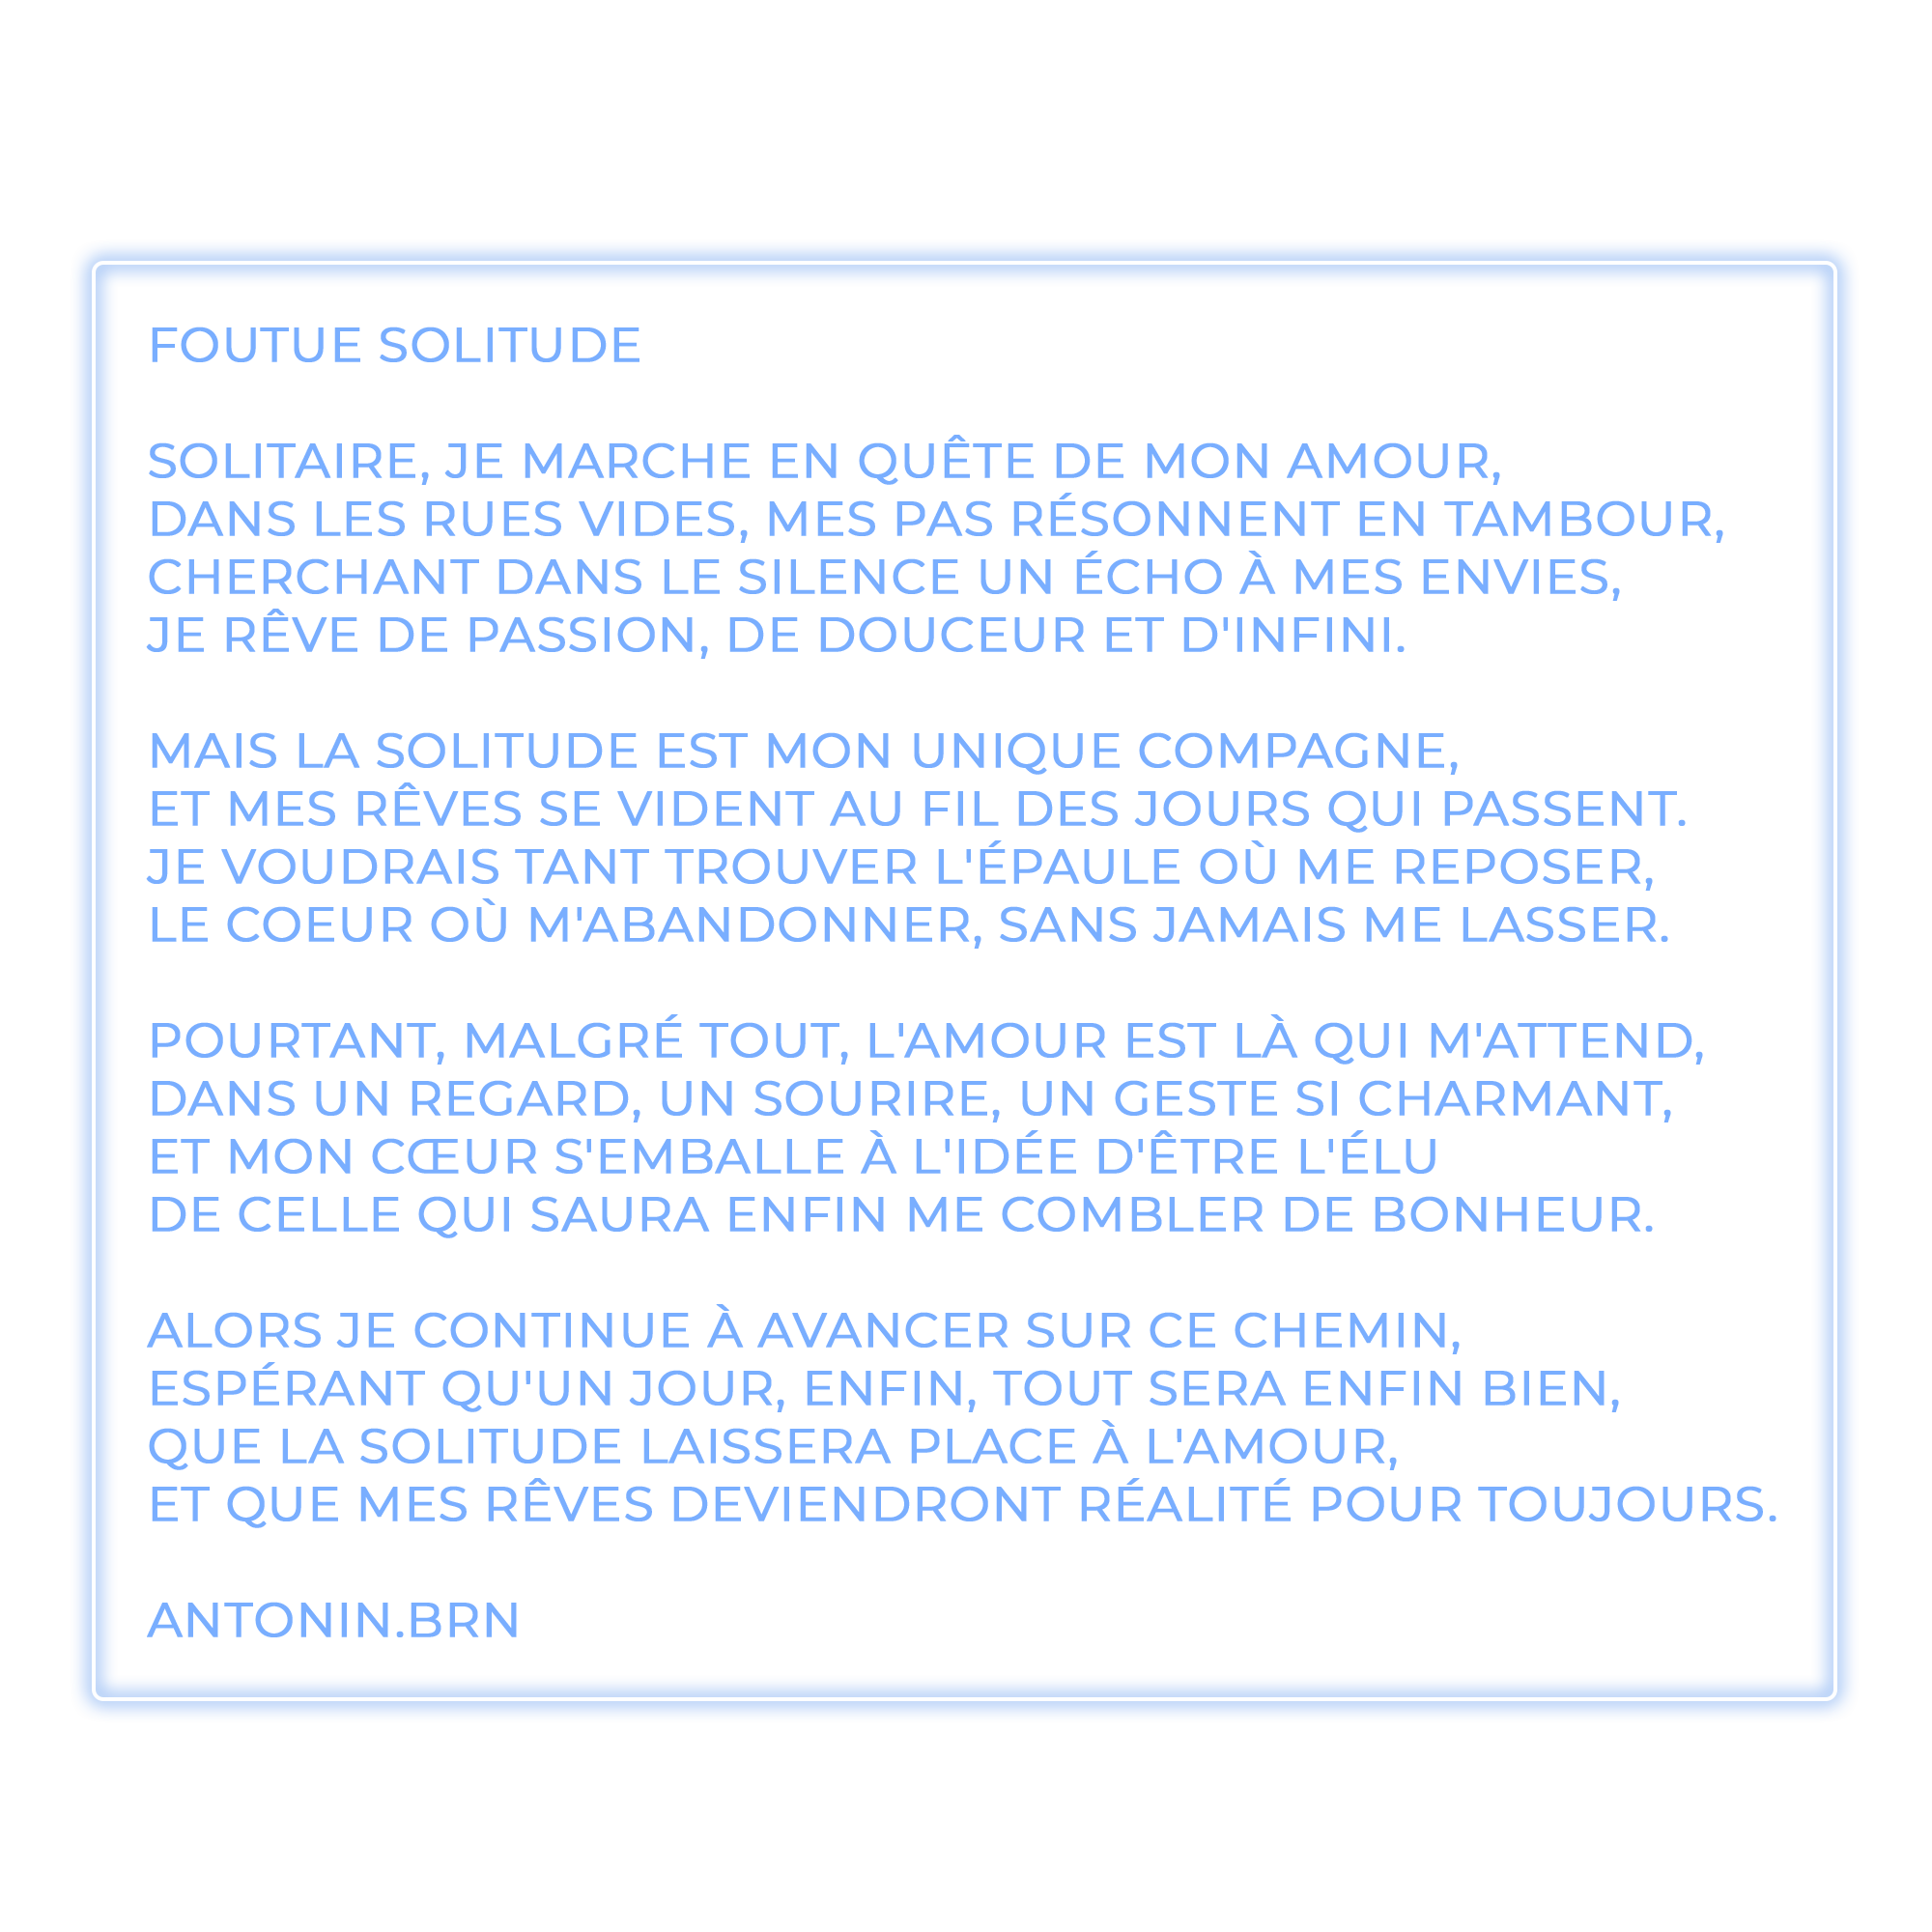 FOUTUE SOLITUDE
SOLITAIRE, JE MARCHE EN QUÊTE DE MON AMOUR,
DANS LES RUES VIDES, MES PAS RÉSONNENT EN TAMBOUR,
CHERCHANT DANS LE SILENCE UN ÉCHO À MES ENVIES,
JE RÊVE DE PASSION, DE DOUCEUR ET D'INFINI.
MAIS LA SOLITUDE EST MON UNIQUE COMPAGNE,
ET MES RÊVES SE VIDENT AU FIL DES JOURS QUI PASSENT.
JE VOUDRAIS TANT TROUVER L'ÉPAULE OÙ ME REPOSER,
LE COEUR OÙ M'ABANDONNER, SANS JAMAIS ME LASSER.
POURTANT, MALGRÉ TOUT, L'AMOUR EST LÀ QUI M'ATTEND,
DANS UN REGARD, UN SOURIRE, UN GESTE SI CHARMANT,
ET MON CŒUR S'EMBALLE À L'IDÉE D'ÊTRE L'ÉLU
DE CELLE QUI SAURA ENFIN ME COMBLER DE BONHEUR.
ALORS JE CONTINUE À AVANCER SUR CE CHEMIN,
ESPÉRANT QU'UN JOUR, ENFIN, TOUT SERA ENFIN BIEN,
QUE LA SOLITUDE LAISSERA PLACE À L'AMOUR,
ET QUE MES RÊVES DEVIENDRONT RÉALITÉ POUR TOUJOURS.
ANTONIN.BRN